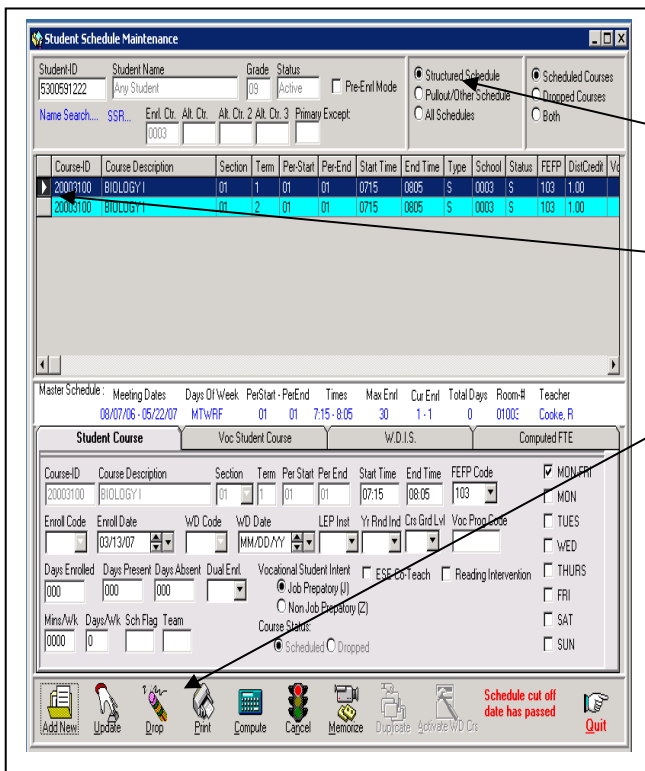 Student Schedule Maintenance
Student-ID Student Name Grade Status
5300591222 Any Student 09 Active Pre-Enrl Mode
Name Search... SSR... Enrl. Ctr. Alt. Ctr. Alt. Ctr. 2 Alt. Ctr. 3 Primary Except
0003
Structured Schedule
Pullout/Other Schedule
All Schedules
Scheduled Courses
Dropped Courses
Both
Course-ID Course Description Section Term Per-Start Per-End Start Time End Time Type School Status FEFP DistCredit Vo
20003100 BIOLOGY I 01 1 01 01 0715 0805 S 0003 S 103 1.00
20003100 BIOLOGY I 01 2 01 01 0715 0805 S 0003 S 103 1.00
Master Schedule : Meeting Dates Days Of Week PerStart - PerEnd Times Max Enrl Cur Enrl Total Days Room-# Teacher
08/07/06 - 05/22/07 MTWRF 01 01 7:15 - 8:05 30 1 - 1 0 Cooke, R
Student Course Voc Student Course W.D.I.S. Computed FTE
Course-ID Course Description Section Term Per Start Per End Start Time End Time FEFP Code
20003100 BIOLOGY I 01 1 01 01 07:15 08:05 103
Enroll Code Enroll Date WD Code WD Date LEP Inst Yr Rnd Ind Crs Grd Lvl Voc Prog Code
03/13/07 MM/DD/YY
Days Enrolled Days Present Days Absent Dual Enrl. Vocational Student Intent ESE Co-Teach Reading Intervention
000 000 000 Job Prepatory (J)
Non Job Prepatory (Z)
Mins/Wk Days/Wk Sch Flag Team Course Status:
0000 0 Scheduled Dropped
MON-FRI
MON
TUES
WED
THURS
FRI
SAT
SUN
Add New Update Drop Print Compute Cancel Memorize Duplicate Activate WD Crs
Schedule cut off
date has passed
Quit